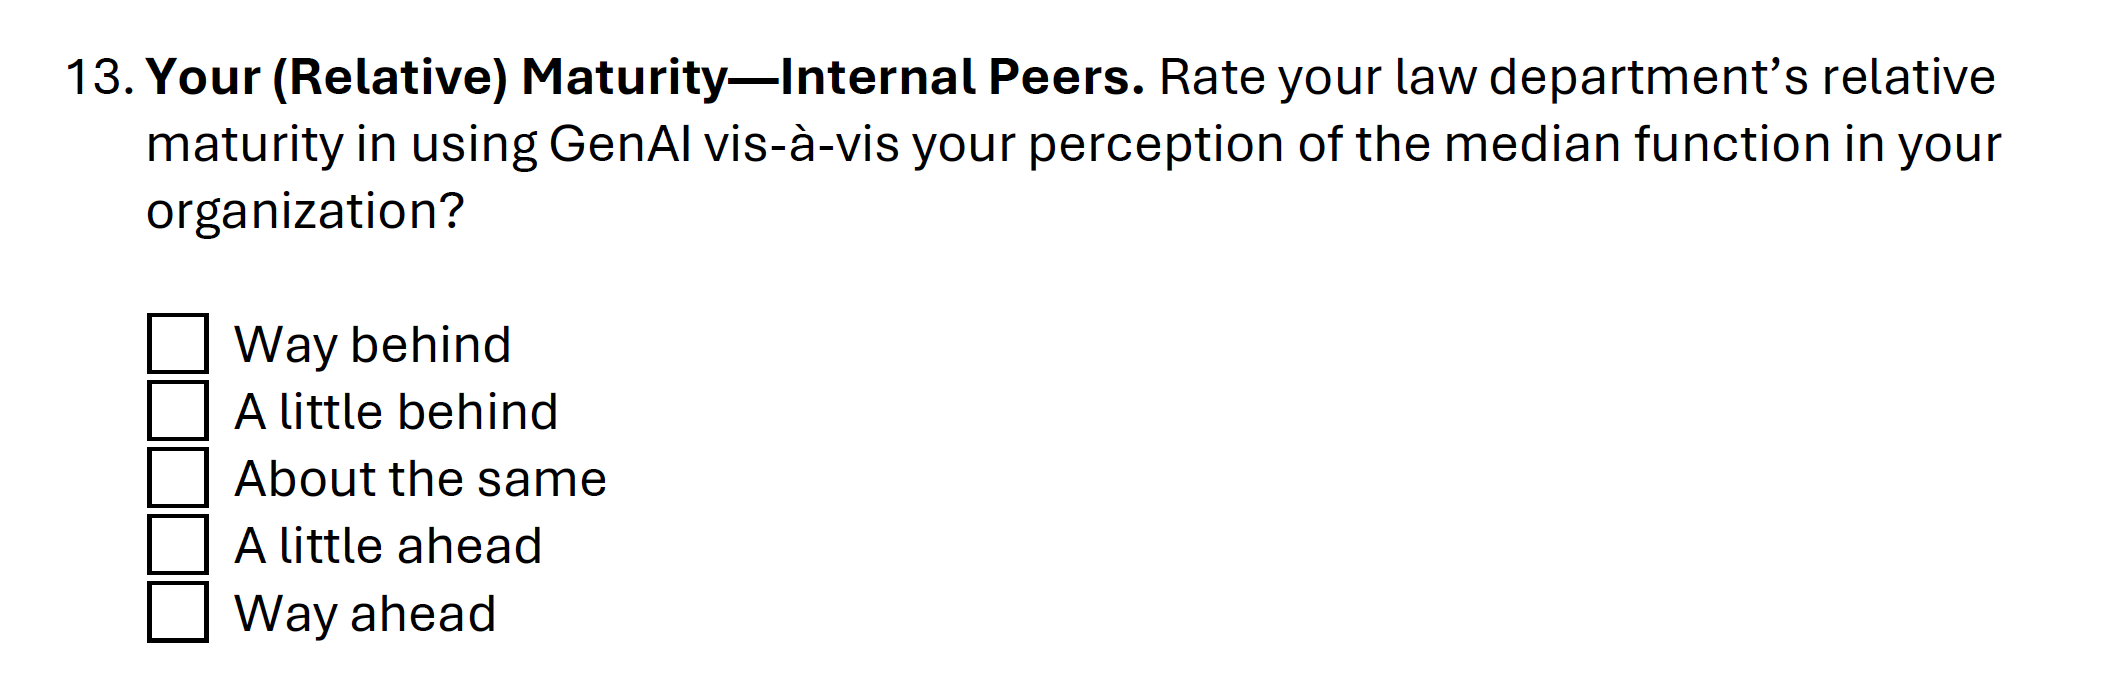 13. Your (Relative) Maturity—Internal Peers. Rate your law department’s relative
maturity in using GenAI vis-à-vis your perception of the median function in your
organization?
Way behind
A little behind
About the same
A little ahead
Way ahead